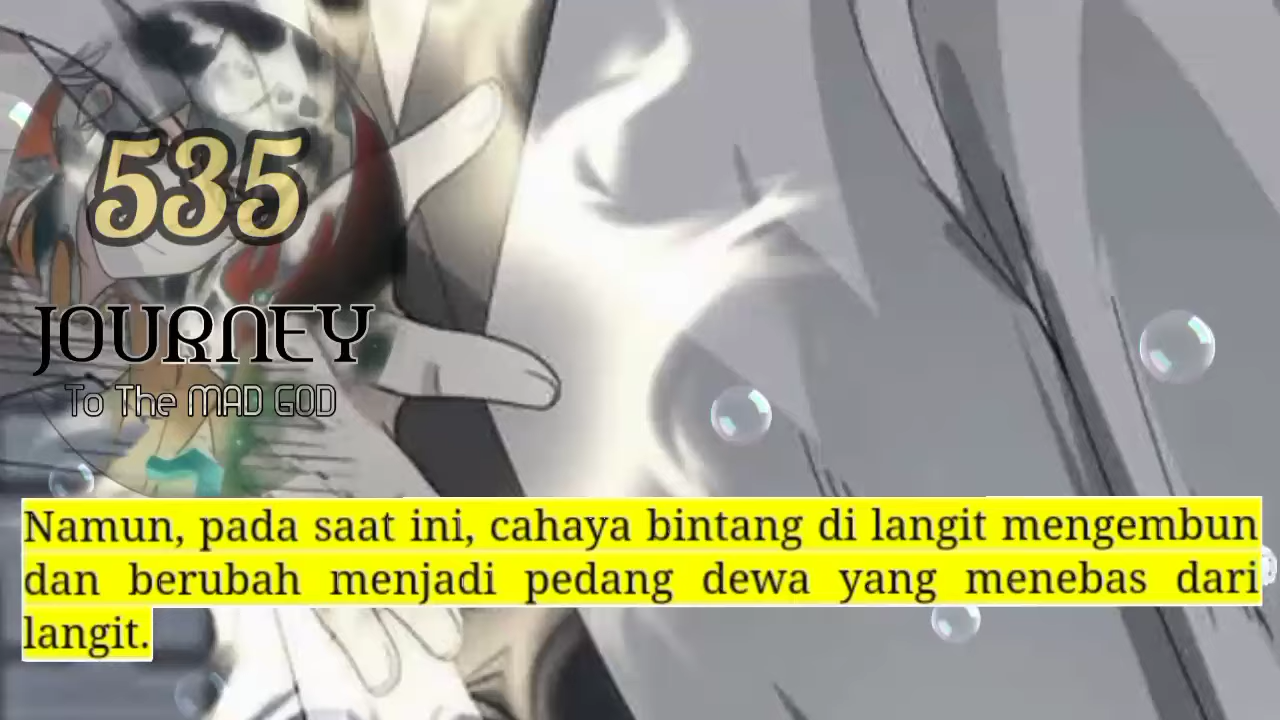 535
JOURNEY
To The MAD GOD
Namun, pada saat ini, cahaya bintang di langit mengembun
dan berubah menjadi pedang dewa yang menebas dari
langit.